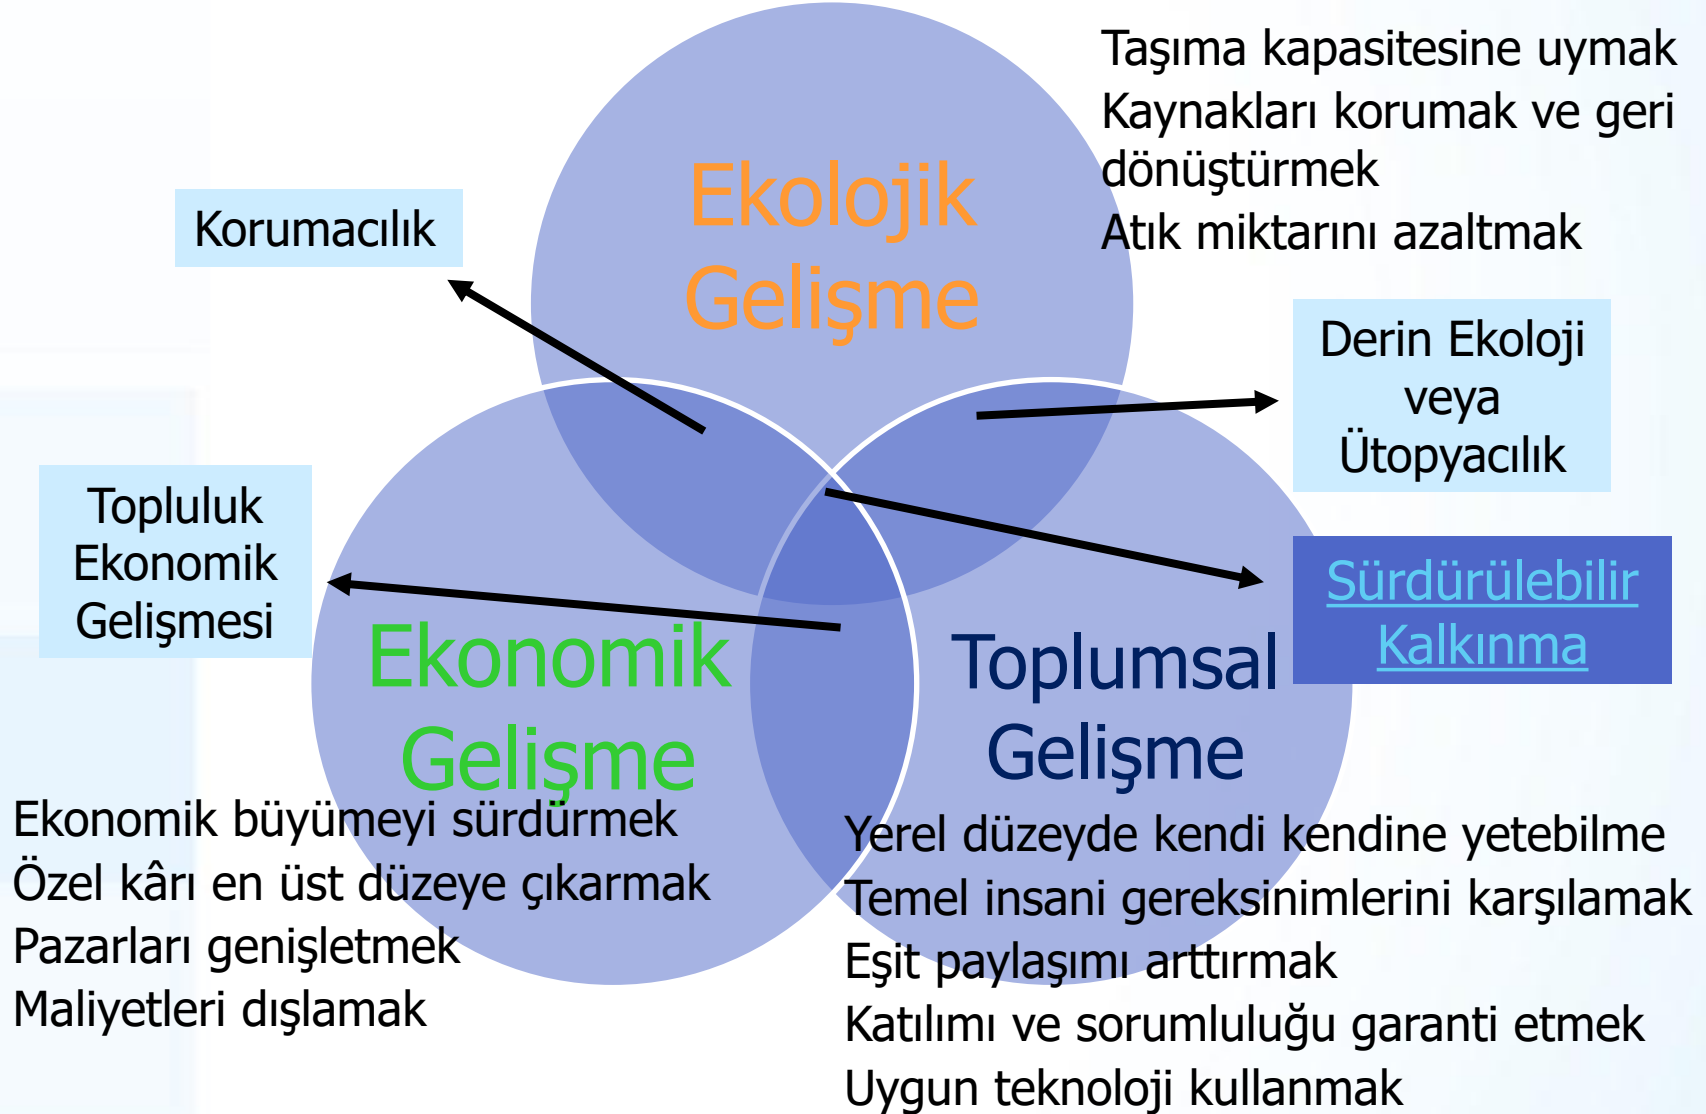 Taşıma kapasitesine uymak
Kaynakları korumak ve geri
dönüştürmek
Atık miktarını azaltmak
Ekolojik
Gelişme
Korumacılık
Derin Ekoloji
veya
Ütopyacılık
Topluluk
Ekonomik
Gelişmesi
Sürdürülebilir
Kalkınma
Ekonomik
Gelişme
Toplumsal
Gelişme
Ekonomik büyümeyi sürdürmek
Özel kârı en üst düzeye çıkarmak
Pazarları genişletmek
Maliyetleri dışlamak
Yerel düzeyde kendi kendine yetebilme
Temel insani gereksinimlerini karşılamak
Eşit paylaşımı arttırmak
Katılımı ve sorumluluğu garanti etmek
Uygun teknoloji kullanmak